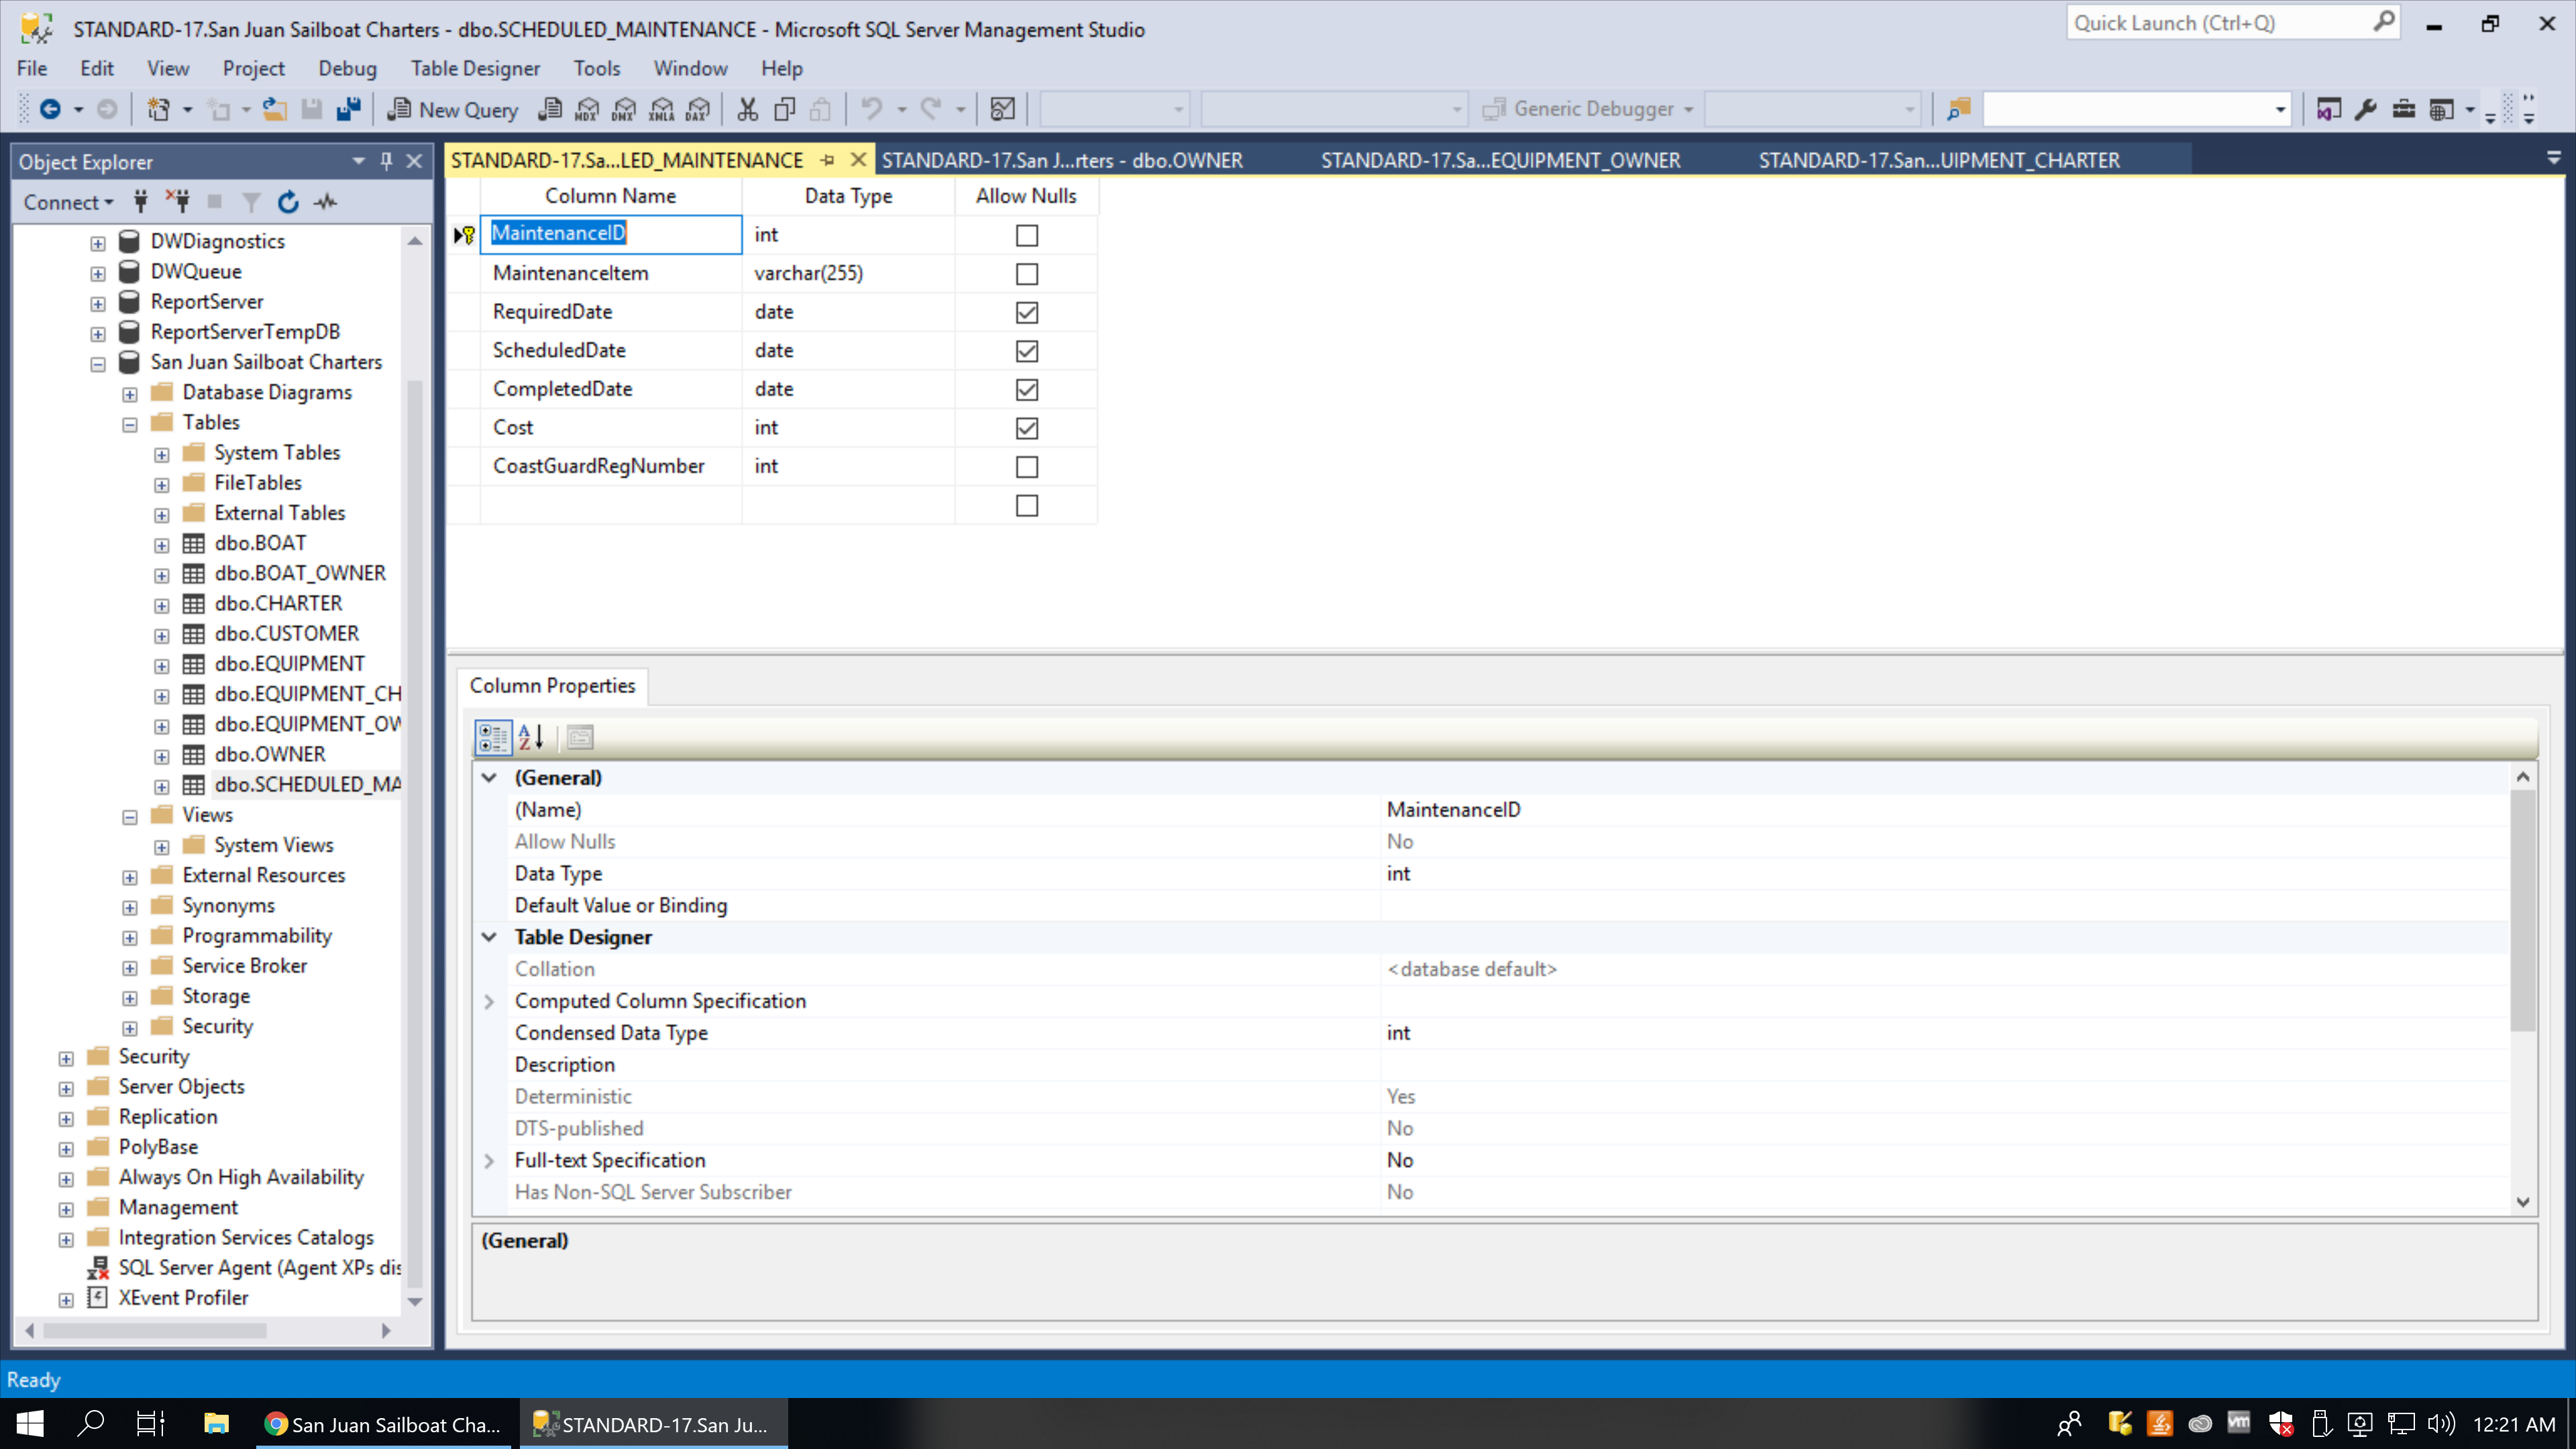 STANDARD-17.San Juan Sailboat Charters - dbo.SCHEDULED_MAINTENANCE - Microsoft SQL Server Management Studio
Quick Launch (Ctrl+Q)
File Edit View Project Debug Table Designer Tools Window Help
New Query MDX DMX XMLA DAX Generic Debugger
Object Explorer
Connect
DWDiagnostics
DWQueue
ReportServer
ReportServerTempDB
San Juan Sailboat Charters
Database Diagrams
Tables
System Tables
FileTables
External Tables
dbo.BOAT
dbo.BOAT_OWNER
dbo.CHARTER
dbo.CUSTOMER
dbo.EQUIPMENT
dbo.EQUIPMENT_CH
dbo.EQUIPMENT_OW
dbo.OWNER
dbo.SCHEDULED_MA
Views
System Views
External Resources
Synonyms
Programmability
Service Broker
Storage
Security
Security
Server Objects
Replication
PolyBase
Always On High Availability
Management
Integration Services Catalogs
SQL Server Agent (Agent XPs dis
XEvent Profiler
STANDARD-17.Sa...LED_MAINTENANCE STANDARD-17.San J...rters - dbo.OWNER STANDARD-17.Sa...EQUIPMENT_OWNER STANDARD-17.San...UIPMENT_CHARTER
Column Name Data Type Allow Nulls
MaintenanceID int
MaintenanceItem varchar(255)
RequiredDate date
ScheduledDate date
CompletedDate date
Cost int
CoastGuardRegNumber int
Column Properties
(General)
(Name) MaintenanceID
Allow Nulls No
Data Type int
Default Value or Binding
Table Designer
Collation <database default>
Computed Column Specification
Condensed Data Type int
Description
Deterministic Yes
DTS-published No
Full-text Specification No
Has Non-SQL Server Subscriber No
(General)
Ready
San Juan Sailboat Cha... STANDARD-17.San Ju... vm 12:21 AM